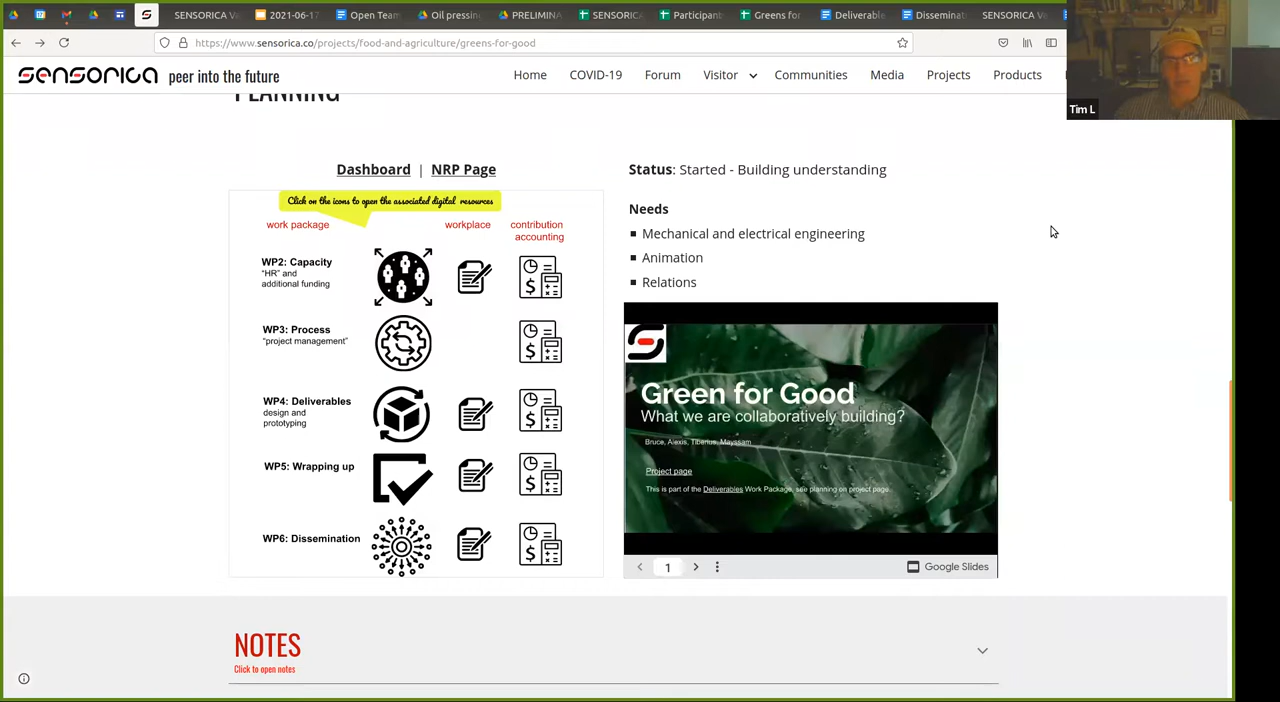 SENSORICA Ve
2021-06-17
Open Team
Oil pressing
PRELIMINA
SENSORICA
Participant
Greens for
Deliverable
Disseminat
SENSORICA Ve
https://www.sensorica.co/projects/food-and-agriculture/greens-for-good
SENSORICA peer into the future
Home COVID-19 Forum Visitor Communities Media Projects Products
Tim L
PLANNING
Dashboard | NRP Page
Click on the icons to open the associated digital resources
work package workplace contribution
accounting
WP2: Capacity
"HR" and
additional funding
WP3: Process
"project management"
WP4: Deliverables
design and
prototyping
WP5: Wrapping up
WP6: Dissemination
Status: Started - Building understanding
Needs
Mechanical and electrical engineering
Animation
Relations
Green for Good
What we are collaboratively building?
Bruce, Alexis, Tiberius, Mayssam
Project page
This is part of the Deliverables Work Package, see planning on project page.
1
Google Slides
NOTES
Click to open notes